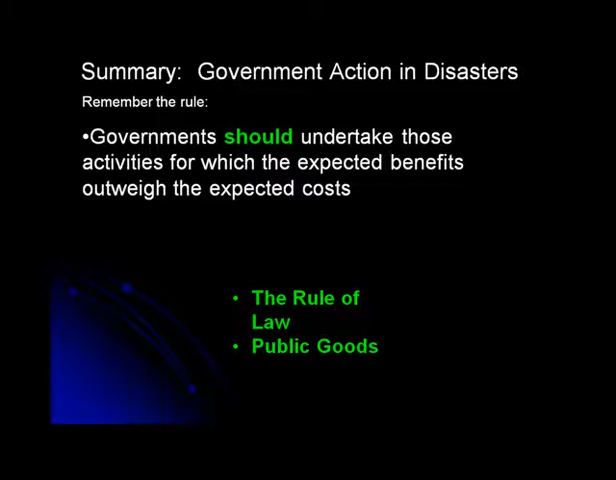 Summary: Government Action in Disasters
Remember the rule:
•Governments should undertake those
activities for which the expected benefits
outweigh the expected costs
• The Rule of
Law
• Public Goods